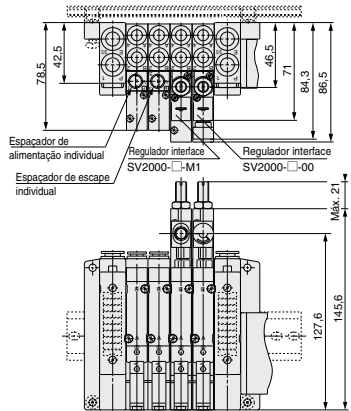 78,5
42,5
46,5
71
84,3
86,5
Espaçador de
alimentação individual
Espaçador de escape
individual
Regulador interface
SV2000-□-M1
Regulador interface
SV2000-□-00
Máx. 21
127,6
145,6